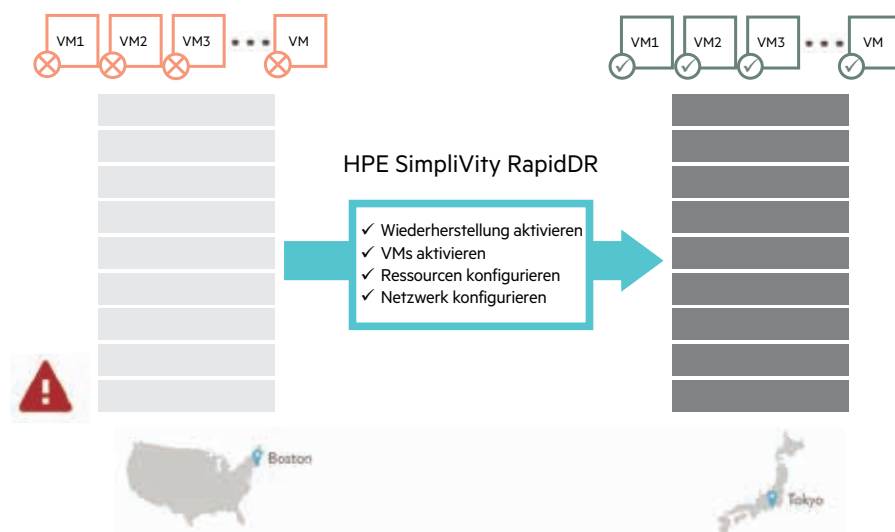 VM1 VM2 VM3 VM
VM1 VM2 VM3 VM
HPE SimpliVity RapidDR
✓ Wiederherstellung aktivieren
✓ VMs aktivieren
✓ Ressourcen konfigurieren
✓ Netzwerk konfigurieren
Boston
Tokyo